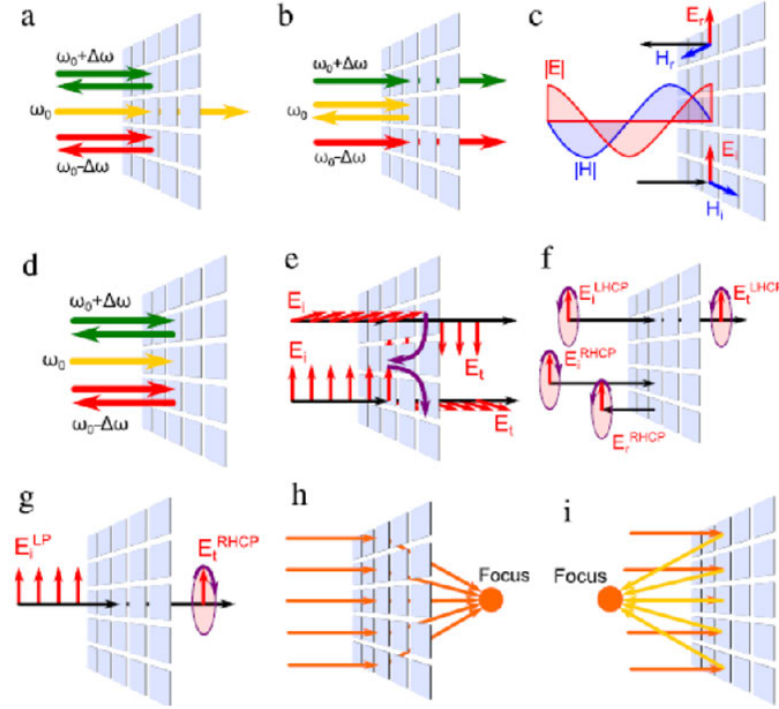 a
ω₀+Δω
ω₀
ω₀-Δω
b
ω₀+Δω
ω₀
ω₀-Δω
c
Eᵣ
Hᵣ
|E|
|H|
Eᵢ
Hᵢ
d
ω₀+Δω
ω₀
ω₀-Δω
e
Eᵢ
Eᵢ
Eₜ
Eₜ
f
Eᵢᴸᴴᶜᴾ
Eₜᴸᴴᶜᴾ
Eᵢᴿᴴᶜᴾ
Eᵣᴿᴴᶜᴾ
g
Eᵢᴸᴾ
Eₜᴿᴴᶜᴾ
h
Focus
i
Focus